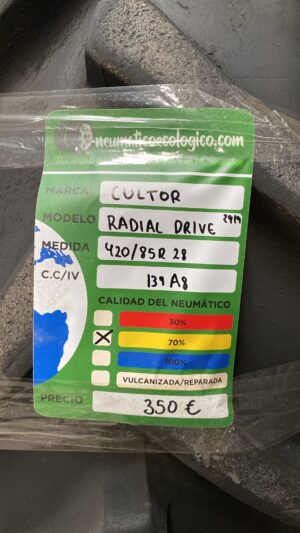 neumaticoecologico.com
MARCA CULTOR
MODELO RADIAL DRIVE 2919
MEDIDA 420/85R 28
C.C/IV 139 A8
CALIDAD DEL NEUMÁTICO
30%
70%
100%
VULCANIZADA/REPARADA
PRECIO 350 €